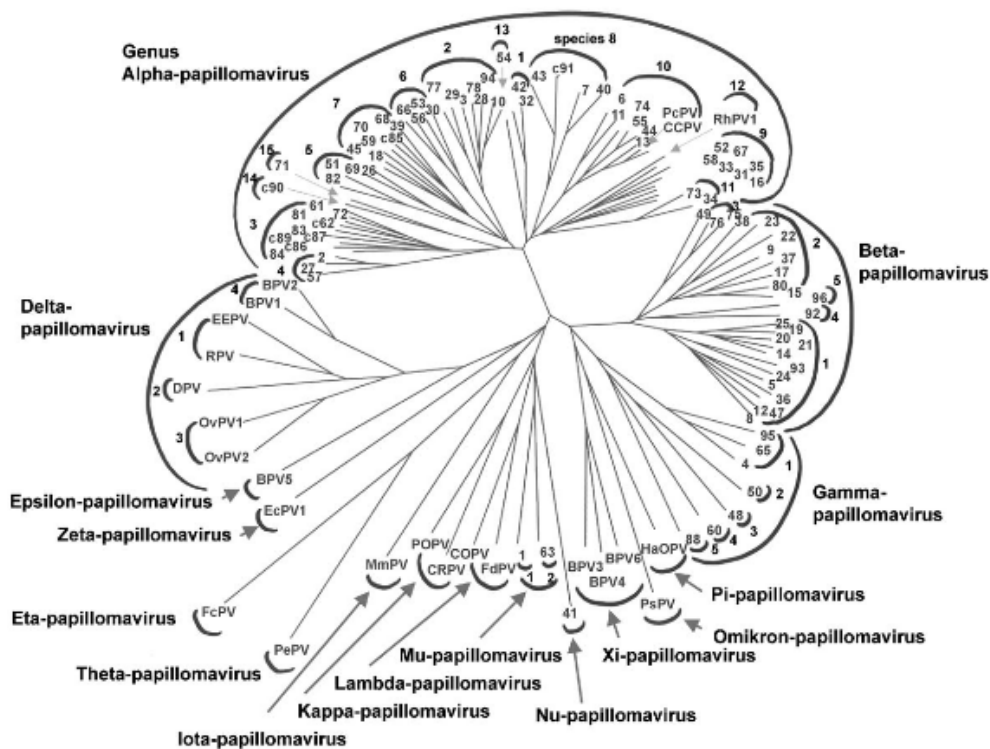 Genus
Alpha-papillomavirus
13
54
2
1
species 8
94
42
43
c91
6
77
78
29
3
28
10
32
7
40
10
6
11
74
55
44
13
PcPV
CCPV
12
RhPV1
7
53
66
30
56
68
39
c85
70
59
45
18
9
52
67
58
33
35
31
16
5
51
69
26
82
15
71
14
c90
73
11
34
3
61
72
81
c62
83
c89
c87
c86
84
4
2
27
57
3
49
75
76
38
23
2
22
9
37
17
80
15
Beta-
papillomavirus
5
96
4
92
25
19
20
21
14
93
1
24
5
36
12
47
8
Delta-
papillomavirus
4
BPV2
BPV1
1
EEPV
RPV
2
DPV
3
OvPV1
OvPV2
95
65
4
1
50
2
48
3
60
4
88
5
Gamma-
papillomavirus
Epsilon-papillomavirus
BPV5
Zeta-papillomavirus
EcPV1
Eta-papillomavirus
FcPV
Theta-papillomavirus
PePV
MmPV
POPV
CRPV
COPV
FdPV
1
63
1
2
41
BPV3
BPV6
BPV4
HaOPV
PsPV
Pi-papillomavirus
Omikron-papillomavirus
Mu-papillomavirus
Xi-papillomavirus
Lambda-papillomavirus
Kappa-papillomavirus
Nu-papillomavirus
Iota-papillomavirus